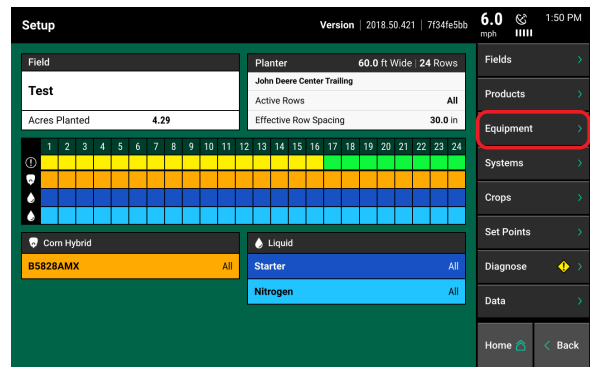 Setup
Version | 2018.50.421 | 7f34fe5bb
6.0
mph
1:50 PM
Field
Test
Acres Planted 4.29
Planter 60.0 ft Wide | 24 Rows
John Deere Center Trailing
Active Rows All
Effective Row Spacing 30.0 in
1 2 3 4 5 6 7 8 9 10 11 12 13 14 15 16 17 18 19 20 21 22 23 24
Corn Hybrid
B5828AMX All
Liquid
Starter All
Nitrogen All
Fields
Products
Equipment
Systems
Crops
Set Points
Diagnose
Data
Home
Back